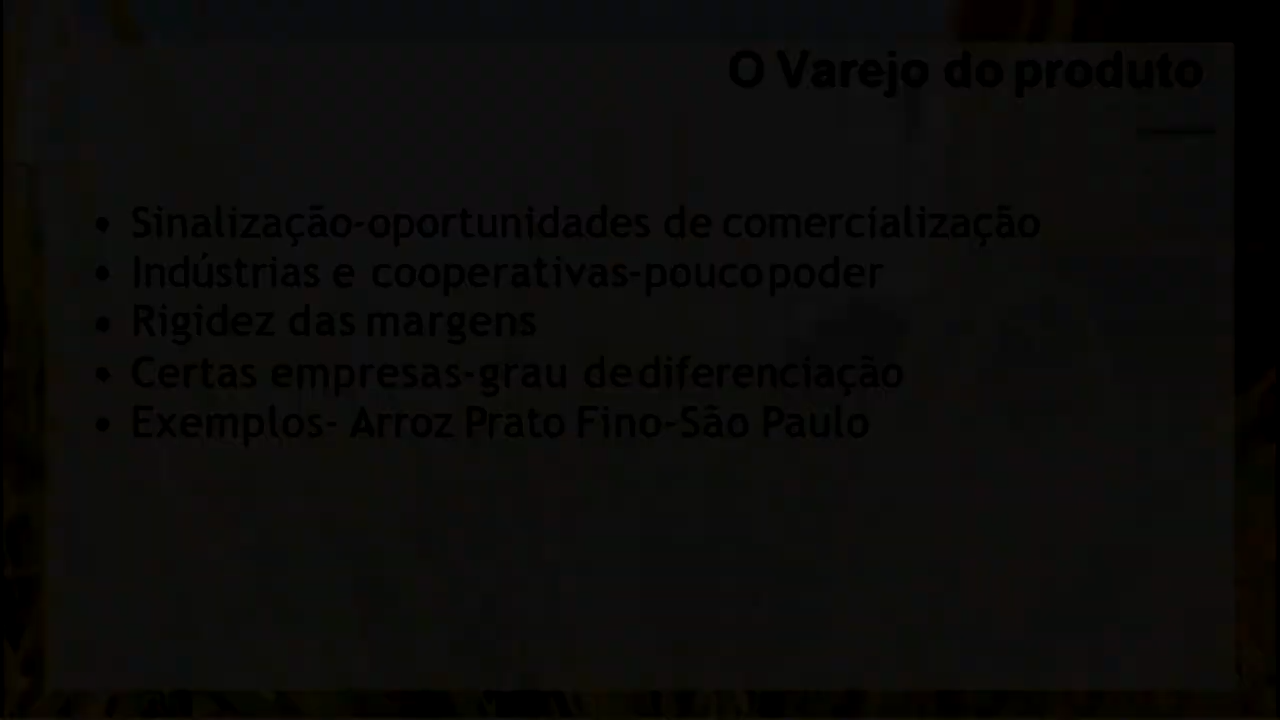 O Varejo do produto
• Sinalização-oportunidades de comercialização
• Indústrias e cooperativas-pouco poder
• Rigidez das margens
• Certas empresas-grau de diferenciação
• Exemplos- Arroz Prato Fino-São Paulo